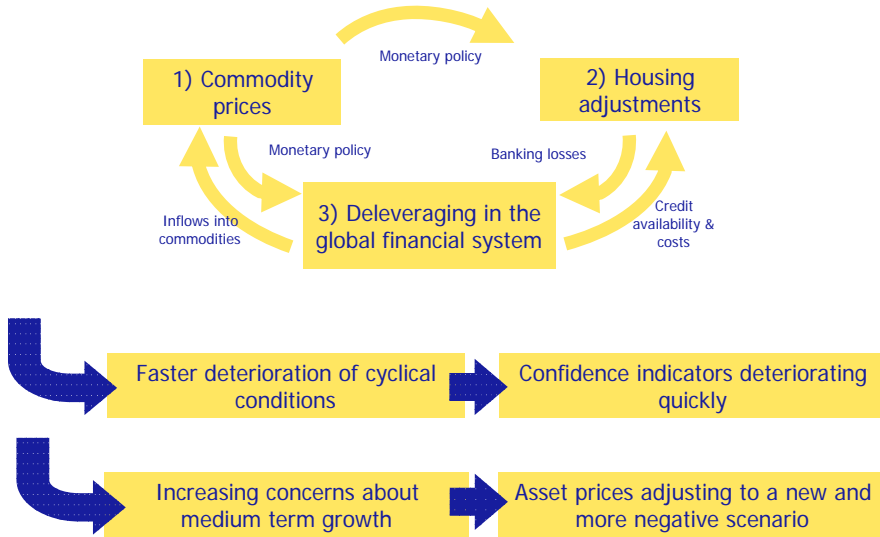 Monetary policy
1) Commodity
prices
2) Housing
adjustments
Monetary policy
Banking losses
Inflows into
commodities
3) Deleveraging in the
global financial system
Credit
availability &
costs
Faster deterioration of cyclical
conditions
Confidence indicators deteriorating
quickly
Increasing concerns about
medium term growth
Asset prices adjusting to a new and
more negative scenario